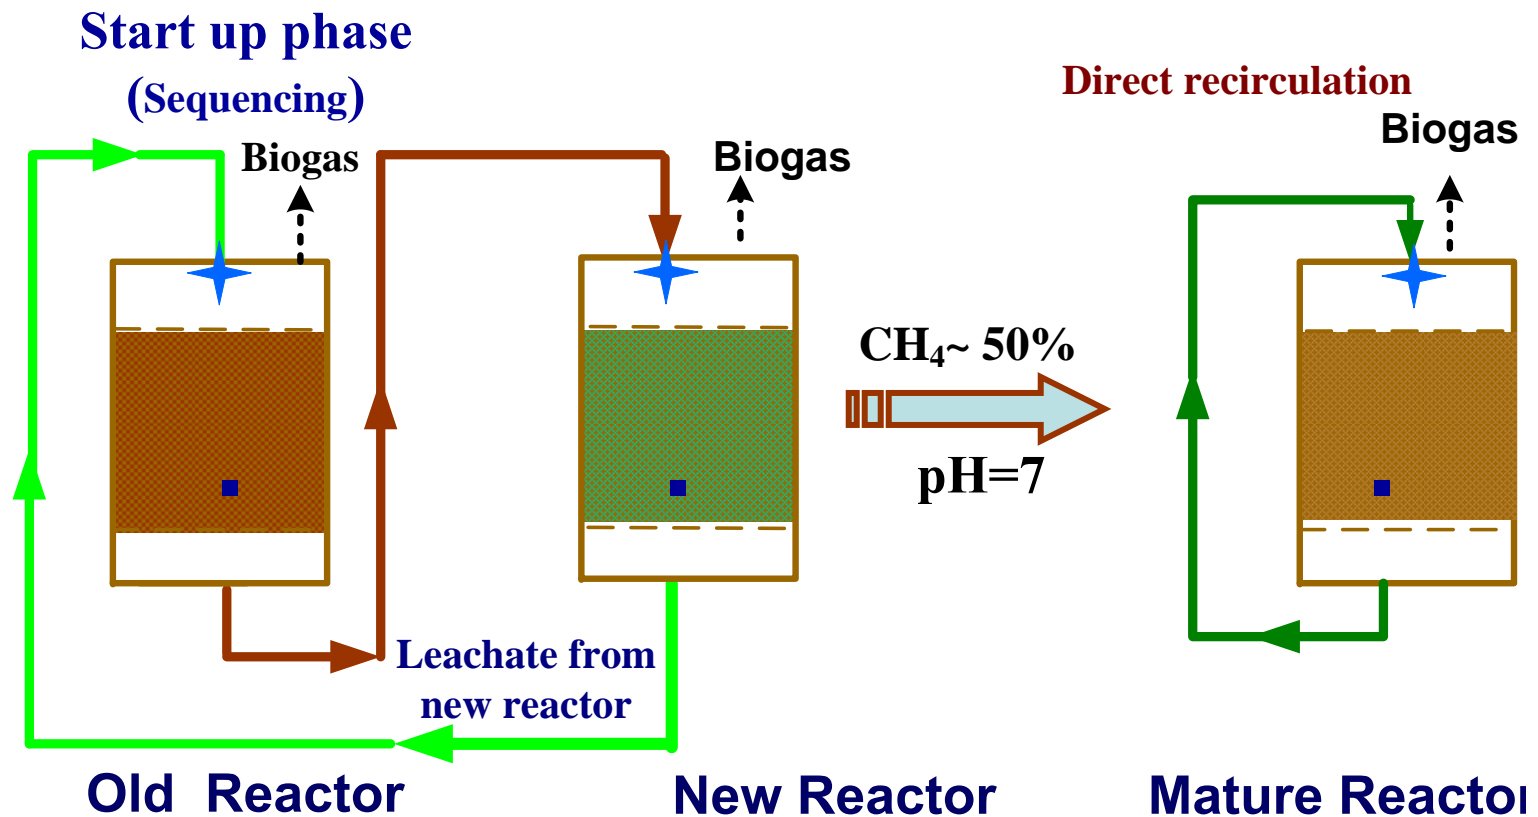 Start up phase
(Sequencing)
Direct recirculation
Biogas
Biogas
Biogas
CH₄~ 50%
pH=7
Leachate from
new reactor
Old Reactor
New Reactor
Mature Reactor